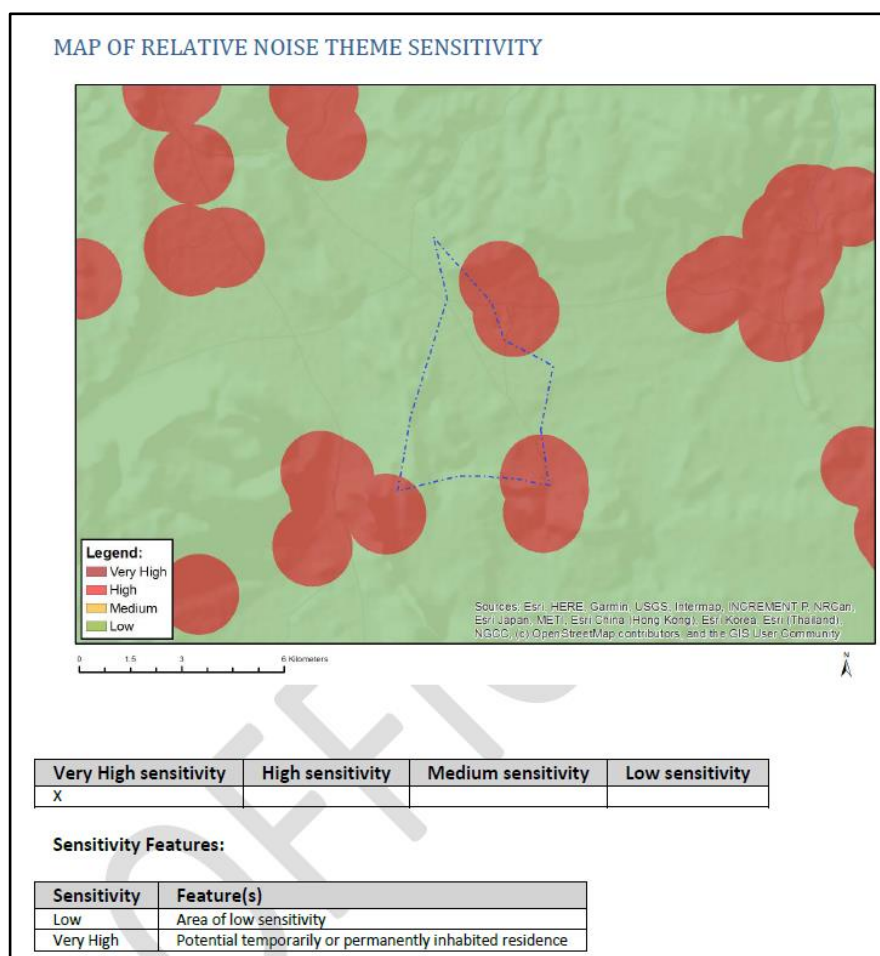 MAP OF RELATIVE NOISE THEME SENSITIVITY
Legend:
Very High
High
Medium
Low
Sources: Esri, HERE, Garmin, USGS, Intermap, INCREMENT P, NRCan,
Esri Japan, METI, Esri China (Hong Kong), Esri Korea, Esri (Thailand),
NGCC, (c) OpenStreetMap contributors, and the GIS User Community
0 1.5 3 6 Kilometers
N
Very High sensitivity High sensitivity Medium sensitivity Low sensitivity
X
Sensitivity Features:
Sensitivity Feature(s)
Low Area of low sensitivity
Very High Potential temporarily or permanently inhabited residence